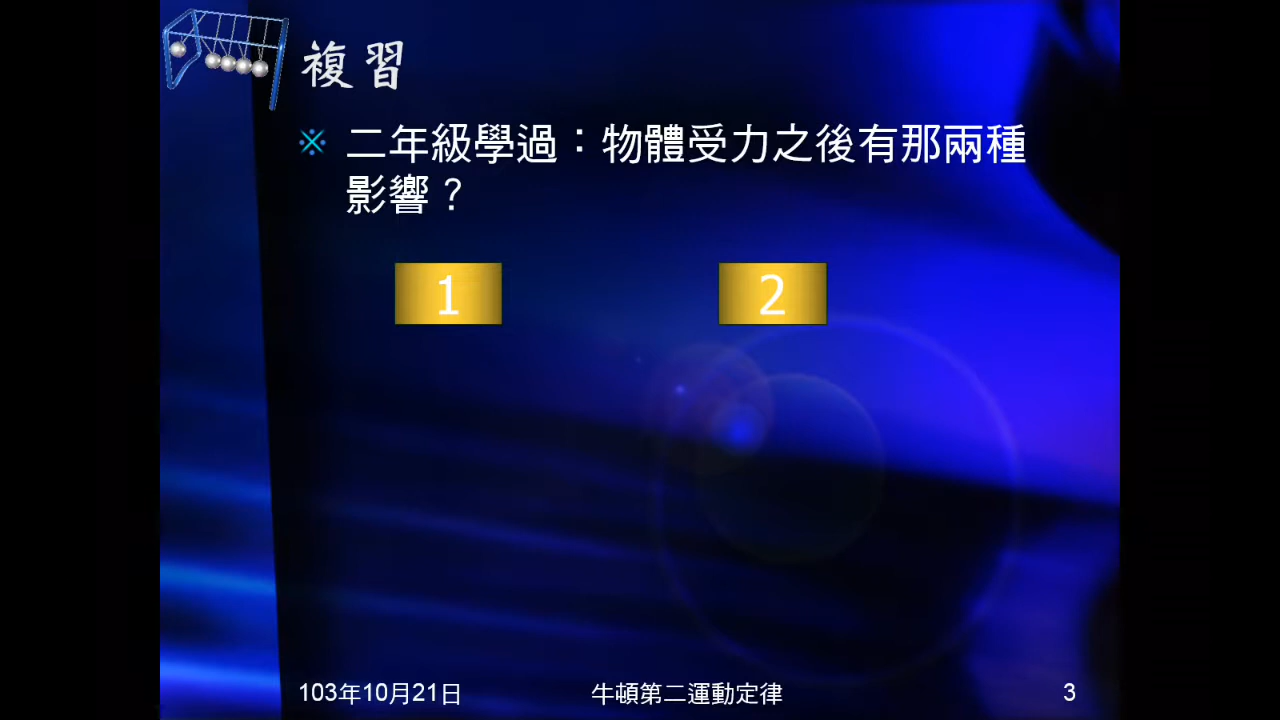 複習
※ 二年級學過：物體受力之後有那兩種
影響？
1 2
103年10月21日 牛頓第二運動定律 3